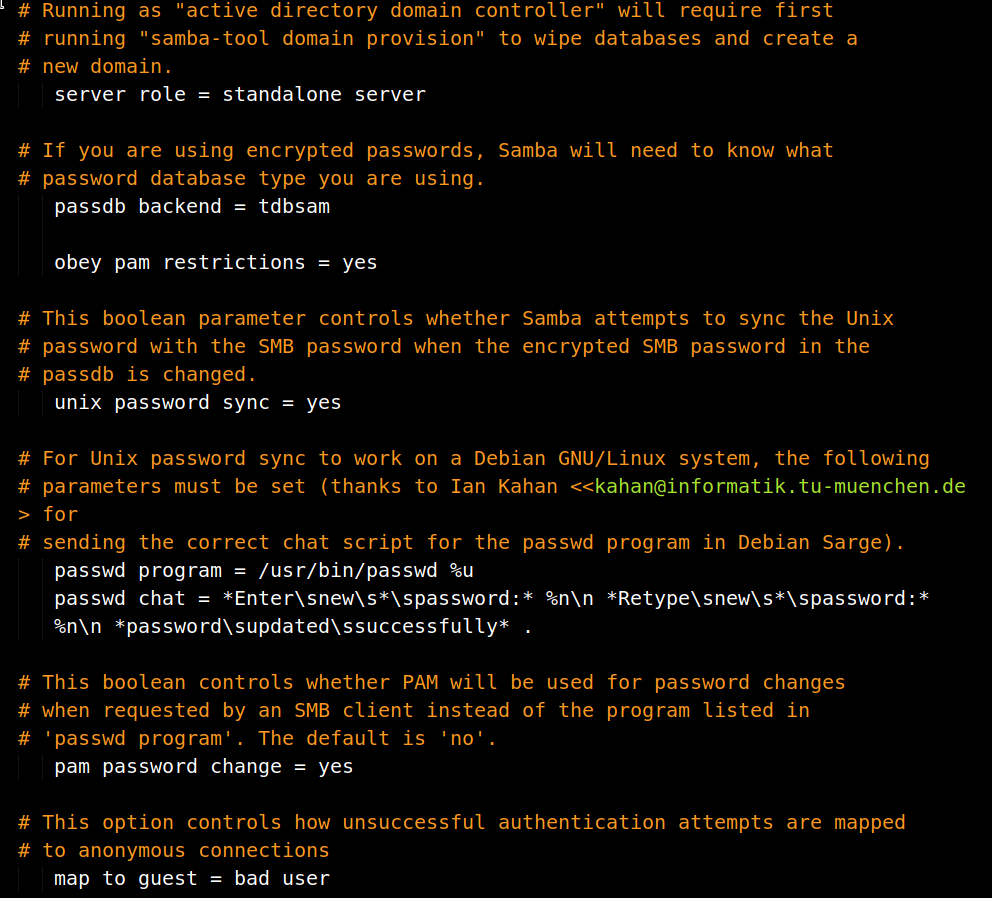 # Running as "active directory domain controller" will require first
# running "samba-tool domain provision" to wipe databases and create a
# new domain.
server role = standalone server
# If you are using encrypted passwords, Samba will need to know what
# password database type you are using.
passdb backend = tdbsam
obey pam restrictions = yes
# This boolean parameter controls whether Samba attempts to sync the Unix
# password with the SMB password when the encrypted SMB password in the
# passdb is changed.
unix password sync = yes
# For Unix password sync to work on a Debian GNU/Linux system, the following
# parameters must be set (thanks to Ian Kahan <<kahan@informatik.tu-muenchen.de
> for
# sending the correct chat script for the passwd program in Debian Sarge).
passwd program = /usr/bin/passwd %u
passwd chat = *Enter\snew\s*\spassword:* %n\n *Retype\snew\s*\spassword:*
%n\n *password\supdated\ssuccessfully* .
# This boolean controls whether PAM will be used for password changes
# when requested by an SMB client instead of the program listed in
# 'passwd program'. The default is 'no'.
pam password change = yes
# This option controls how unsuccessful authentication attempts are mapped
# to anonymous connections
map to guest = bad user